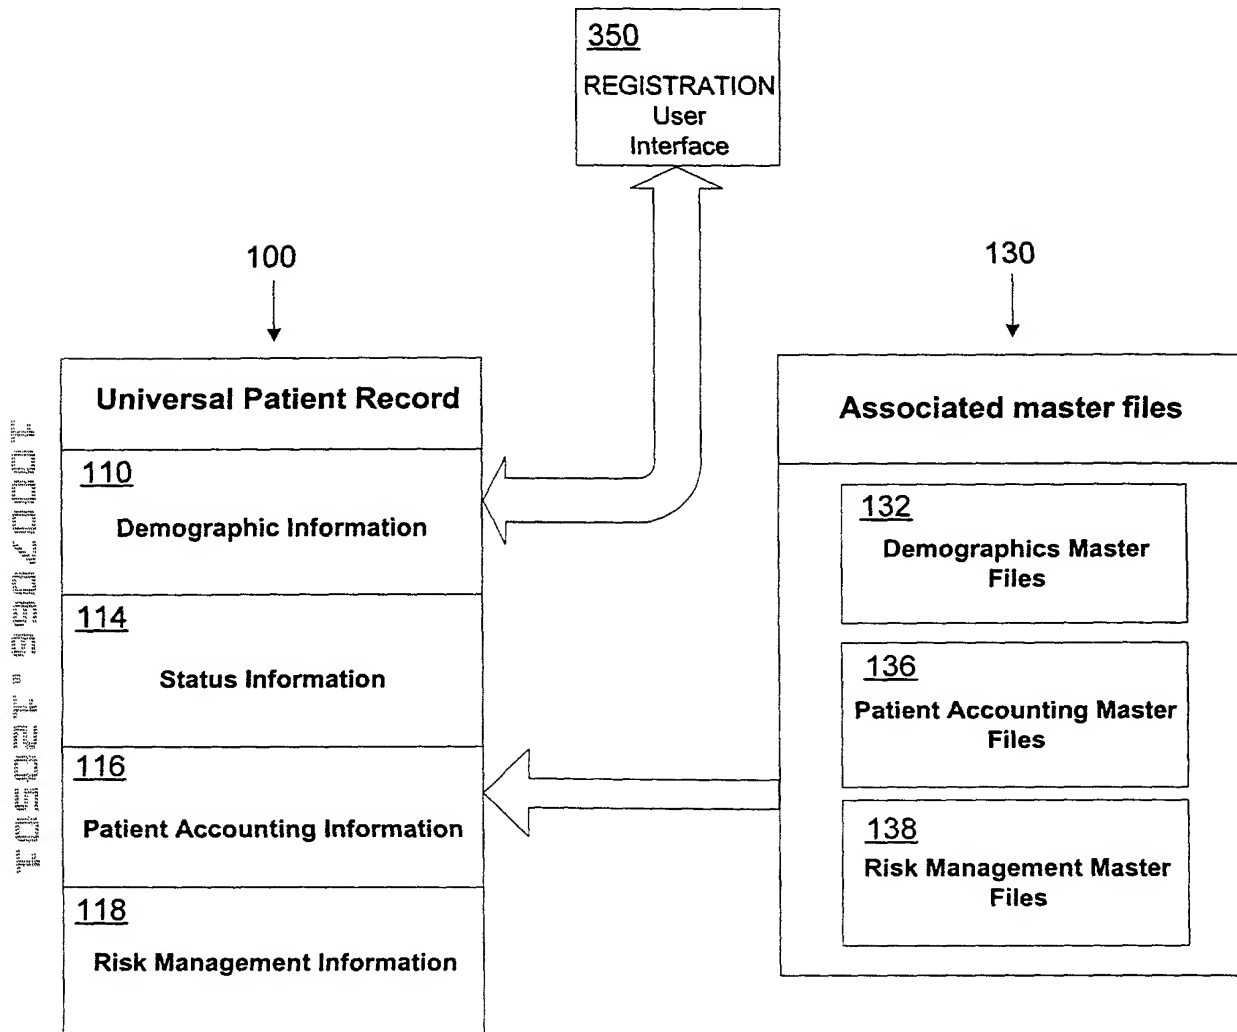 350
REGISTRATION
User
Interface
100
130
Universal Patient Record
110
Demographic Information
114
Status Information
116
Patient Accounting Information
118
Risk Management Information
Associated master files
132
Demographics Master
Files
136
Patient Accounting Master
Files
138
Risk Management Master
Files
10007066.120501